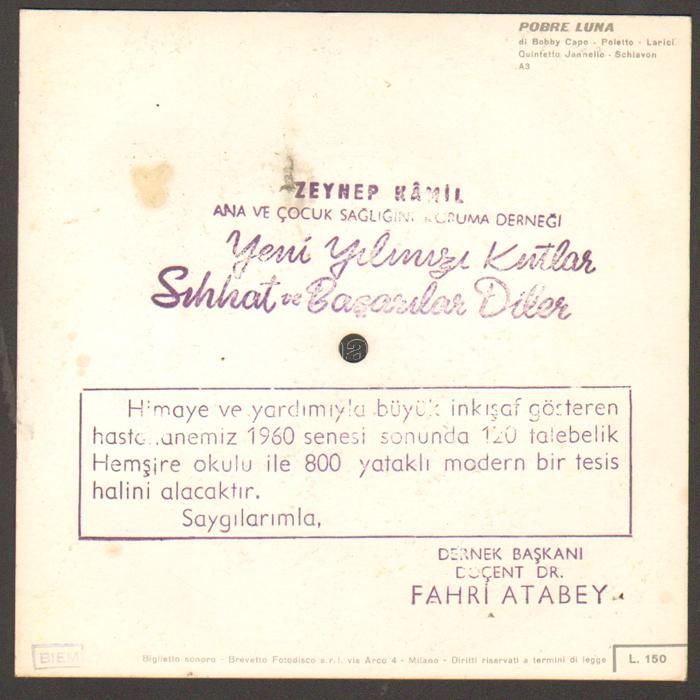 POBRE LUNA
di Bobby Capo - Poletto - Larici
Quintetto Jannello - Schiavon
A3
ZEYNEP KÂMİL
ANA VE ÇOCUK SAĞLIĞINI KORUMA DERNEĞİ
Yeni Yılınızı Kutlar
Sıhhat ve Başarılar Diler
Himaye ve yardımıyla büyük inkişaf gösteren
hastahanemiz 1960 senesi sonunda 120 talebelik
Hemşire okulu ile 800 yataklı modern bir tesis
halini alacaktır.
Saygılarımla,
DERNEK BAŞKANI
DOÇENT DR.
FAHRİ ATABEY
BIEM
Biglietto sonoro - Brevetto Fotodisco s.r.l. via Arco 4 - Milano - Diritti riservati a termini di legge
L. 150